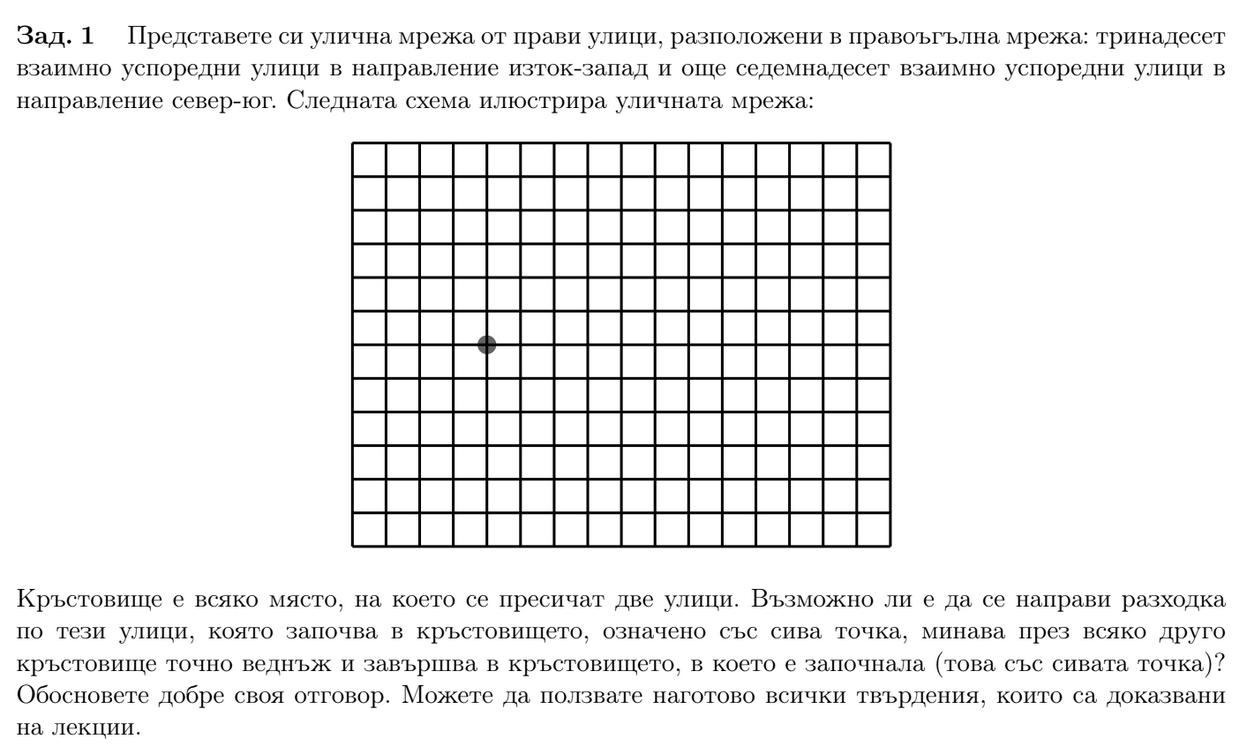 Зад. 1 Представете си улична мрежа от прави улици, разположени в правоъгълна мрежа: тринадесет
взаимно успоредни улици в направление изток-запад и още седемнадесет взаимно успоредни улици в
направление север-юг. Следната схема илюстрира уличната мрежа:
Кръстовище е всяко място, на което се пресичат две улици. Възможно ли е да се направи разходка
по тези улици, която започва в кръстовището, означено със сива точка, минава през всяко друго
кръстовище точно веднъж и завършва в кръстовището, в което е започнала (това със сивата точка)?
Обосновете добре своя отговор. Можете да ползвате наготово всички твърдения, които са доказвани
на лекции.